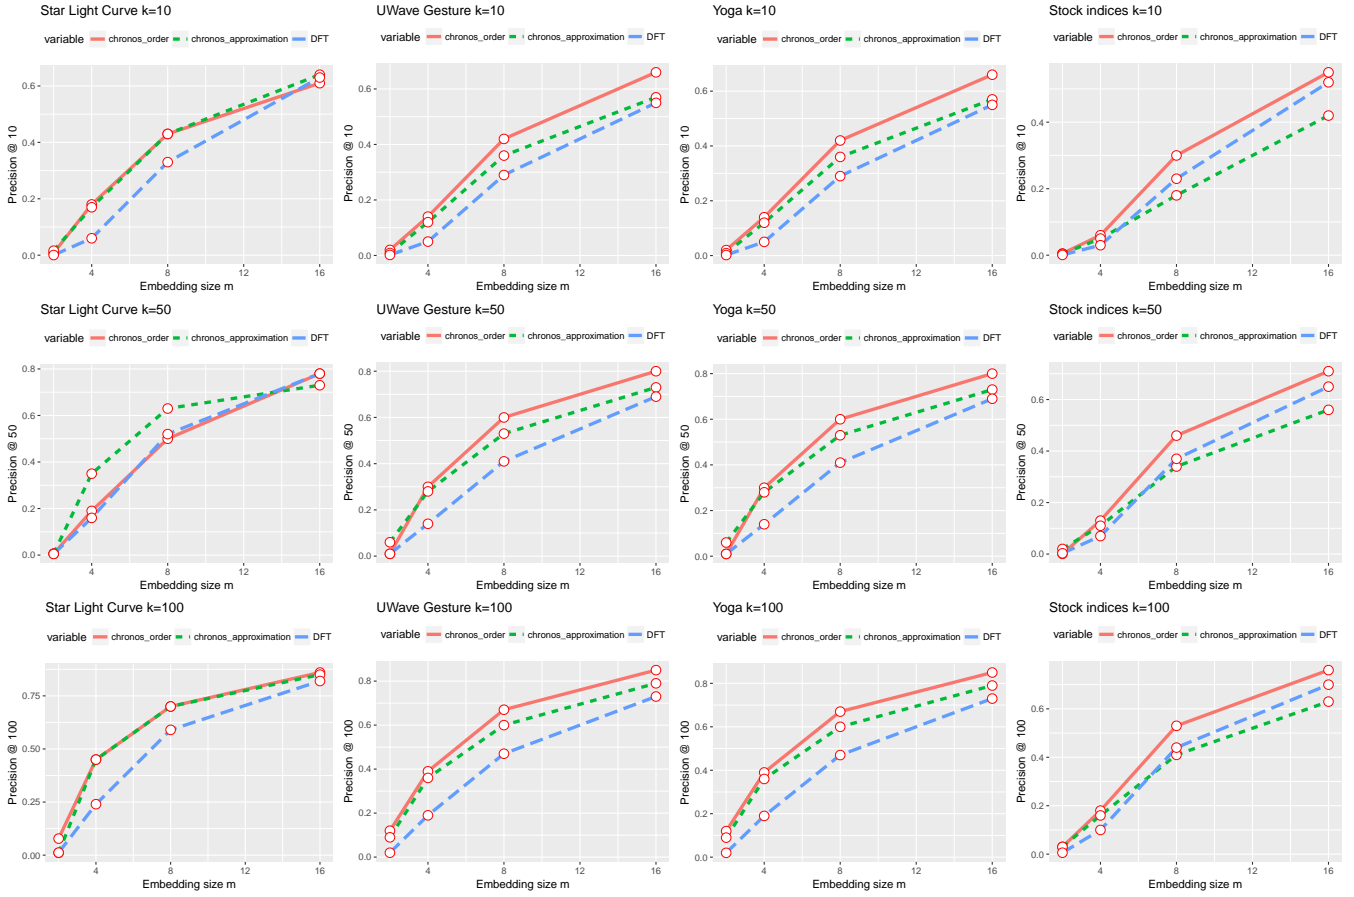 Star Light Curve k=10
variable chronos_order chronos_approximation DFT
Precision @ 10
0.6
0.4
0.2
0.0
4 8 12 16
Embedding size m
UWave Gesture k=10
variable chronos_order chronos_approximation DFT
Precision @ 10
0.6
0.4
0.2
0.0
4 8 12 16
Embedding size m
Yoga k=10
variable chronos_order chronos_approximation DFT
Precision @ 10
0.6
0.4
0.2
0.0
4 8 12 16
Embedding size m
Stock indices k=10
variable chronos_order chronos_approximation DFT
Precision @ 10
0.4
0.2
0.0
4 8 12 16
Embedding size m
Star Light Curve k=50
variable chronos_order chronos_approximation DFT
Precision @ 50
0.8
0.6
0.4
0.2
0.0
4 8 12 16
Embedding size m
UWave Gesture k=50
variable chronos_order chronos_approximation DFT
Precision @ 50
0.8
0.6
0.4
0.2
0.0
4 8 12 16
Embedding size m
Yoga k=50
variable chronos_order chronos_approximation DFT
Precision @ 50
0.8
0.6
0.4
0.2
0.0
4 8 12 16
Embedding size m
Stock indices k=50
variable chronos_order chronos_approximation DFT
Precision @ 50
0.6
0.4
0.2
0.0
4 8 12 16
Embedding size m
Star Light Curve k=100
variable chronos_order chronos_approximation DFT
Precision @ 100
0.75
0.50
0.25
0.00
4 8 12 16
Embedding size m
UWave Gesture k=100
variable chronos_order chronos_approximation DFT
Precision @ 100
0.8
0.6
0.4
0.2
0.0
4 8 12 16
Embedding size m
Yoga k=100
variable chronos_order chronos_approximation DFT
Precision @ 100
0.8
0.6
0.4
0.2
0.0
4 8 12 16
Embedding size m
Stock indices k=100
variable chronos_order chronos_approximation DFT
Precision @ 100
0.6
0.4
0.2
0.0
4 8 12 16
Embedding size m